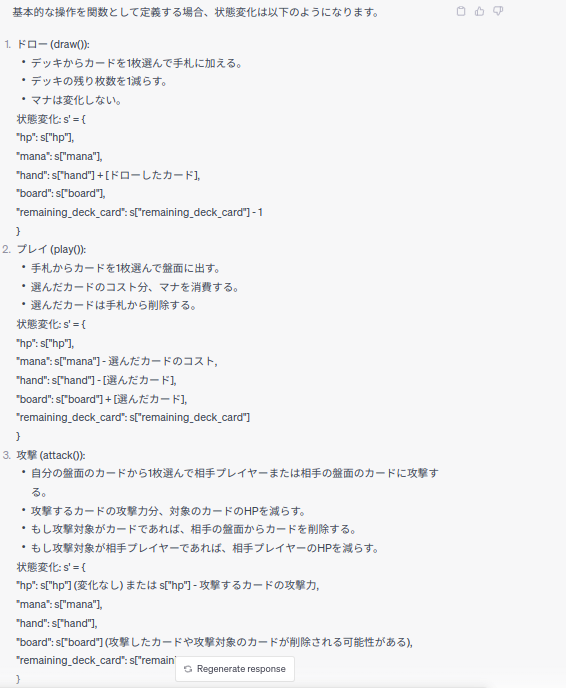 基本的な操作を関数として定義する場合、状態変化は以下のようになります。
1. ドロー (draw()):
• デッキからカードを1枚選んで手札に加える。
• デッキの残り枚数を1減らす。
• マナは変化しない。
状態変化: s' = {
"hp": s["hp"],
"mana": s["mana"],
"hand": s["hand"] + [ドローしたカード],
"board": s["board"],
"remaining_deck_card": s["remaining_deck_card"] - 1
}
2. プレイ (play()):
• 手札からカードを1枚選んで盤面に出す。
• 選んだカードのコスト分、マナを消費する。
• 選んだカードは手札から削除する。
状態変化: s' = {
"hp": s["hp"],
"mana": s["mana"] - 選んだカードのコスト,
"hand": s["hand"] - [選んだカード],
"board": s["board"] + [選んだカード],
"remaining_deck_card": s["remaining_deck_card"]
}
3. 攻撃 (attack()):
• 自分の盤面のカードから1枚選んで相手プレイヤーまたは相手の盤面のカードに攻撃す
る。
• 攻撃するカードの攻撃力分、対象のカードのHPを減らす。
• もし攻撃対象がカードであれば、相手の盤面からカードを削除する。
• もし攻撃対象が相手プレイヤーであれば、相手プレイヤーのHPを減らす。
状態変化: s' = {
"hp": s["hp"] (変化なし) または s["hp"] - 攻撃するカードの攻撃力,
"mana": s["mana"],
"hand": s["hand"],
"board": s["board"] (攻撃したカードや攻撃対象のカードが削除される可能性がある),
"remaining_deck_card": s["remain
Regenerate response
}